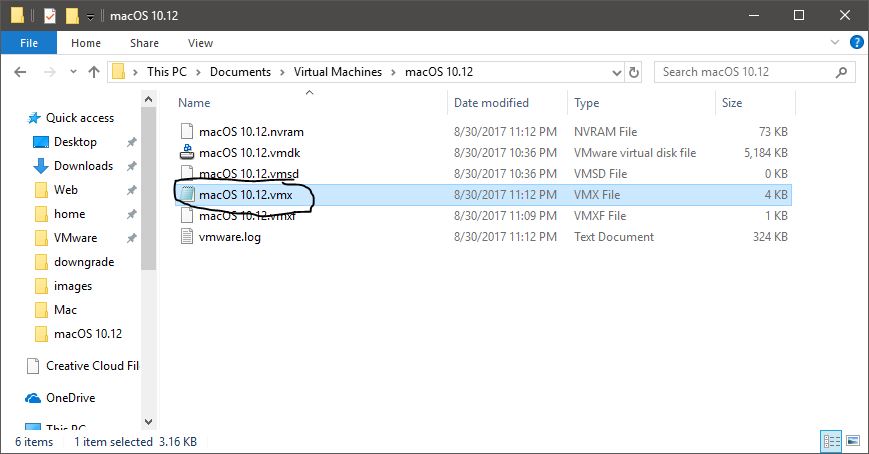 macOS 10.12
File Home Share View
This PC Documents Virtual Machines macOS 10.12 Search macOS 10.12
Name Date modified Type Size
Quick access
Desktop
Downloads
Web
home
VMware
downgrade
images
Mac
macOS 10.12
Creative Cloud Fil
OneDrive
This PC
macOS 10.12.nvram 8/30/2017 11:12 PM NVRAM File 73 KB
macOS 10.12.vmdk 8/30/2017 10:36 PM VMware virtual disk file 5,184 KB
macOS 10.12.vmsd 8/30/2017 10:36 PM VMSD File 0 KB
macOS 10.12.vmx 8/30/2017 11:12 PM VMX File 4 KB
macOS 10.12.vmxf 8/30/2017 11:09 PM VMXF File 1 KB
vmware.log 8/30/2017 11:12 PM Text Document 324 KB
6 items 1 item selected 3.16 KB